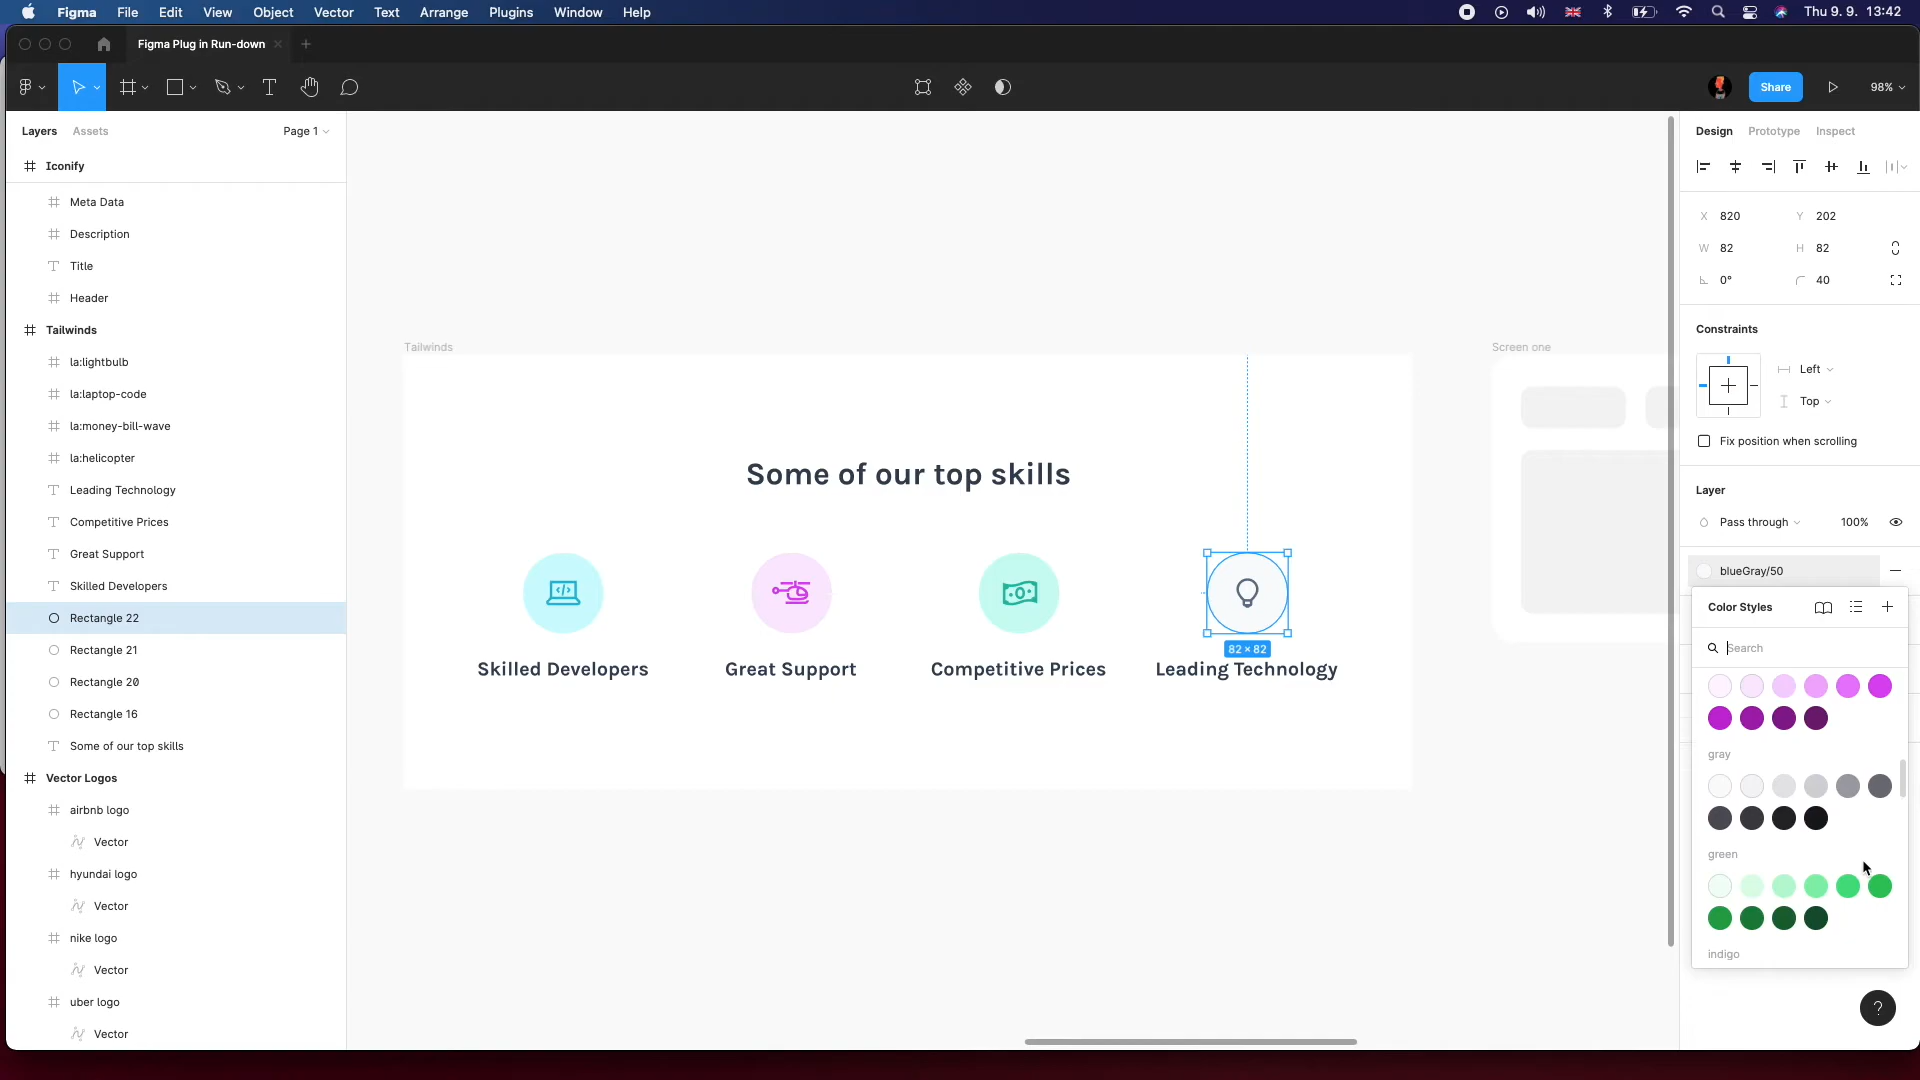 Figma File Edit View Object Vector Text Arrange Plugins Window Help
Thu 9. 9. 13:42
Figma Plug in Run-down
Share
98%
Layers Assets Page 1
Iconify
Meta Data
Description
Title
Header
Tailwinds
la:lightbulb
la:laptop-code
la:money-bill-wave
la:helicopter
Leading Technology
Competitive Prices
Great Support
Skilled Developers
Rectangle 22
Rectangle 21
Rectangle 20
Rectangle 16
Some of our top skills
Vector Logos
airbnb logo
Vector
hyundai logo
Vector
nike logo
Vector
uber logo
Vector
Tailwinds
Some of our top skills
82 × 82
Skilled Developers
Great Support
Competitive Prices
Leading Technology
Screen one
Design Prototype Inspect
X 820 Y 202
W 82 H 82
0° 40
Constraints
Left
Top
Fix position when scrolling
Layer
Pass through 100%
blueGray/50
Color Styles
Search
gray
green
indigo
?